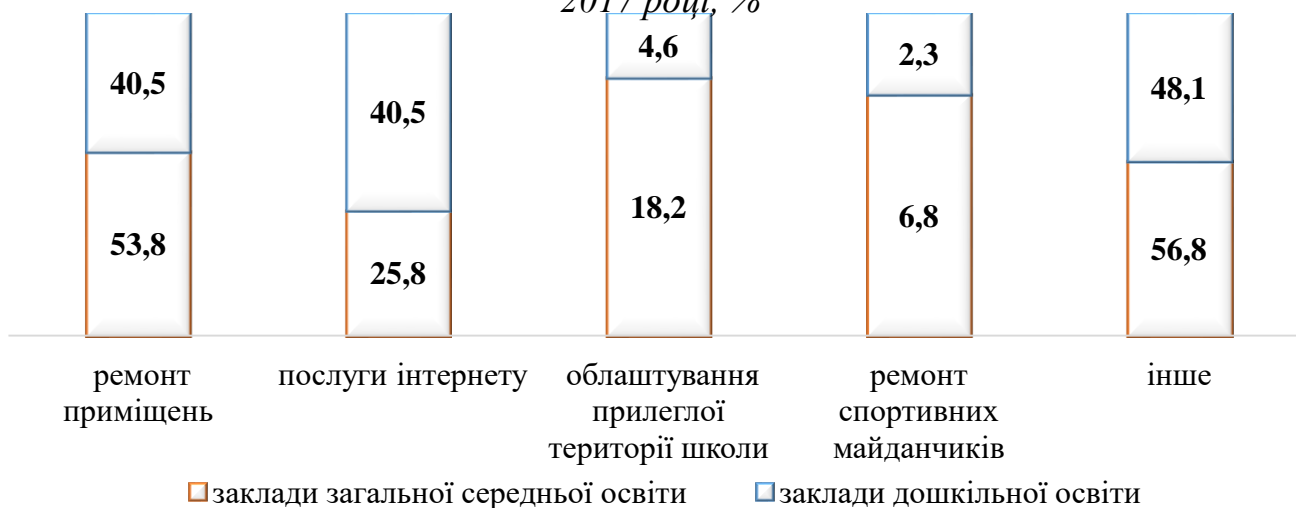 2017 році, %
40,5
40,5
4,6
2,3
48,1
53,8
25,8
18,2
6,8
56,8
ремонт
приміщень
послуги інтернету
облаштування
прилеглої
території школи
ремонт
спортивних
майданчиків
інше
заклади загальної середньої освіти
заклади дошкільної освіти